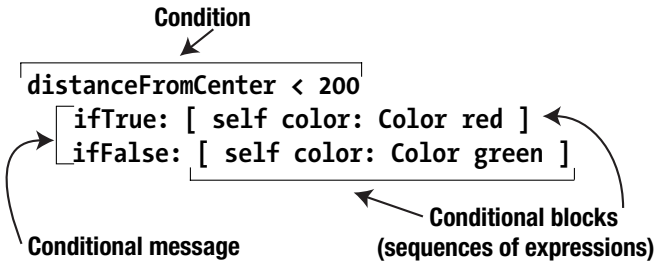 Condition
distanceFromCenter < 200
ifTrue: [ self color: Color red ]
ifFalse: [ self color: Color green ]
Conditional blocks
(sequences of expressions)
Conditional message